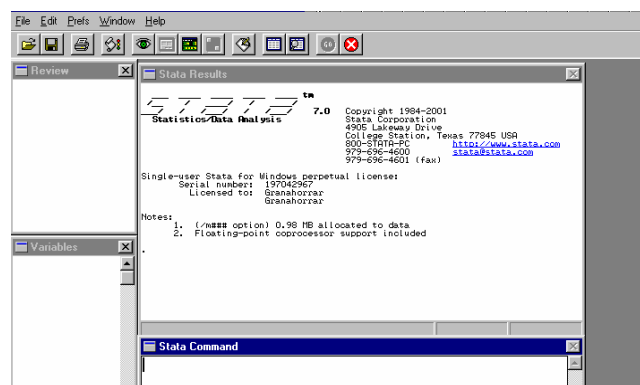 File Edit Prefs Window Help
Review
Stata Results
STATA tm
7.0 Copyright 1984-2001
Statistics/Data Analysis Stata Corporation
4905 Lakeway Drive
College Station, Texas 77845 USA
800-STATA-PC http://www.stata.com
979-696-4600 stata@stata.com
979-696-4601 (fax)
Single-user Stata for Windows perpetual license:
Serial number: 197042967
Licensed to: Granahorrar
Granahorrar
Notes:
1. (/m### option) 0.98 MB allocated to data
2. Floating-point coprocessor support included
.
Variables
Stata Command